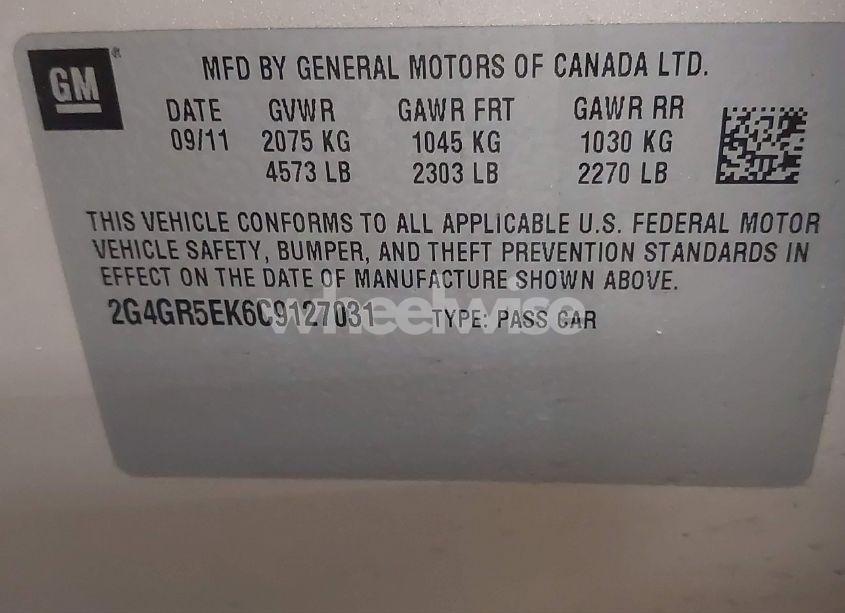 GM
MFD BY GENERAL MOTORS OF CANADA LTD.
DATE GVWR GAWR FRT GAWR RR
09/11 2075 KG 1045 KG 1030 KG
4573 LB 2303 LB 2270 LB
THIS VEHICLE CONFORMS TO ALL APPLICABLE U.S. FEDERAL MOTOR
VEHICLE SAFETY, BUMPER, AND THEFT PREVENTION STANDARDS IN
EFFECT ON THE DATE OF MANUFACTURE SHOWN ABOVE.
2G4GR5EK6C9127031 TYPE: PASS CAR
wheelwise